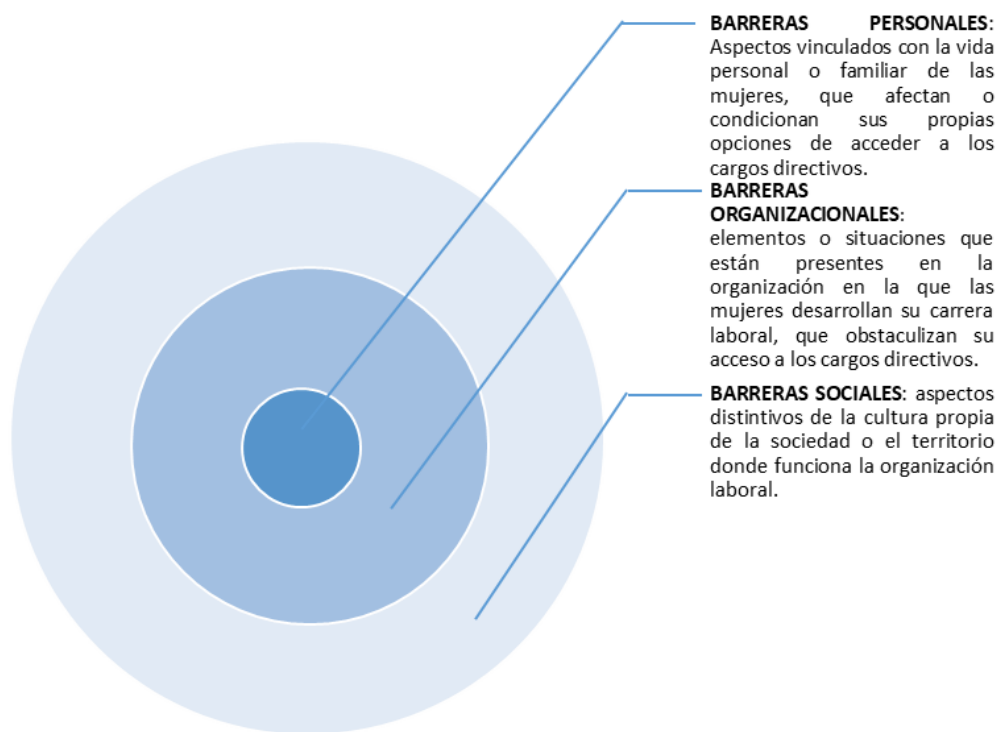 BARRERAS PERSONALES:
Aspectos vinculados con la vida
personal o familiar de las
mujeres, que afectan o
condicionan sus propias
opciones de acceder a los
cargos directivos.
BARRERAS
ORGANIZACIONALES:
elementos o situaciones que
están presentes en la
organización en la que las
mujeres desarrollan su carrera
laboral, que obstaculizan su
acceso a los cargos directivos.
BARRERAS SOCIALES: aspectos
distintivos de la cultura propia
de la sociedad o el territorio
donde funciona la organización
laboral.